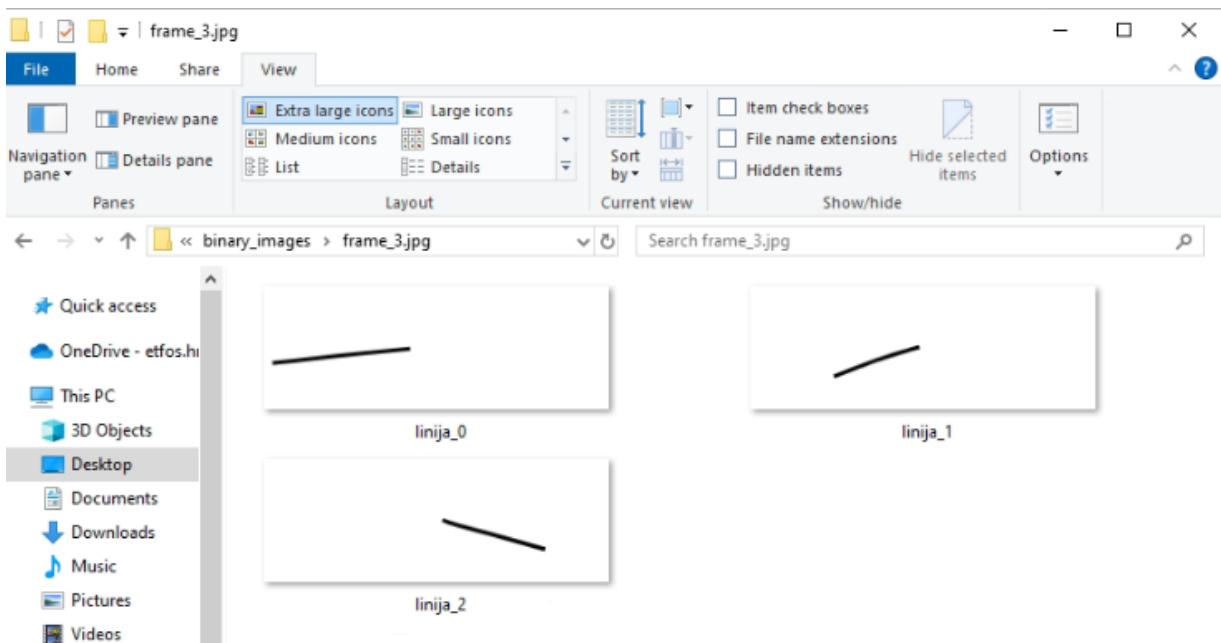 frame_3.jpg
File Home Share View
Navigation pane
Preview pane
Details pane
Panes
Extra large icons Large icons
Medium icons Small icons
List Details
Layout
Sort by
Current view
Item check boxes
File name extensions
Hidden items
Hide selected items
Show/hide
Options
« binary_images › frame_3.jpg
Search frame_3.jpg
Quick access
OneDrive - etfos.hr
This PC
3D Objects
Desktop
Documents
Downloads
Music
Pictures
Videos
linija_0
linija_1
linija_2